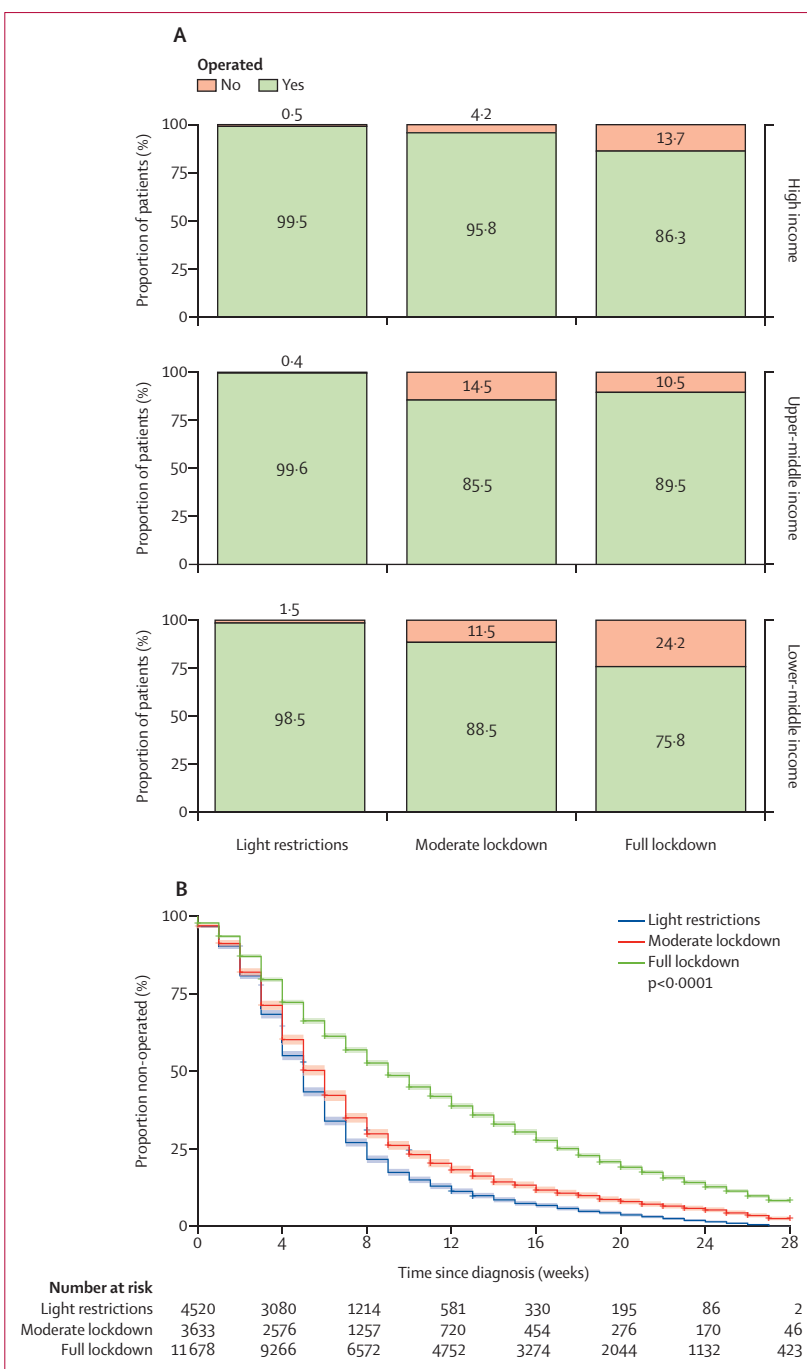 A
Operated
No Yes
0·5 4·2
100 13·7
75
50 99·5 95·8 86·3
25
0
Proportion of patients (%)
High income
0·4
100 14·5 10·5
75
50 99·6 85·5 89·5
25
0
Proportion of patients (%)
Upper-middle income
1·5
100 11·5 24·2
75
50 98·5 88·5 75·8
25
0
Proportion of patients (%)
Lower-middle income
Light restrictions Moderate lockdown Full lockdown
B
100
75
50
25
0
Proportion non-operated (%)
Light restrictions
Moderate lockdown
Full lockdown
p<0·0001
0 4 8 12 16 20 24 28
Time since diagnosis (weeks)
Number at risk
Light restrictions 4520 3080 1214 581 330 195 86 2
Moderate lockdown 3633 2576 1257 720 454 276 170 46
Full lockdown 11 678 9266 6572 4752 3274 2044 1132 423